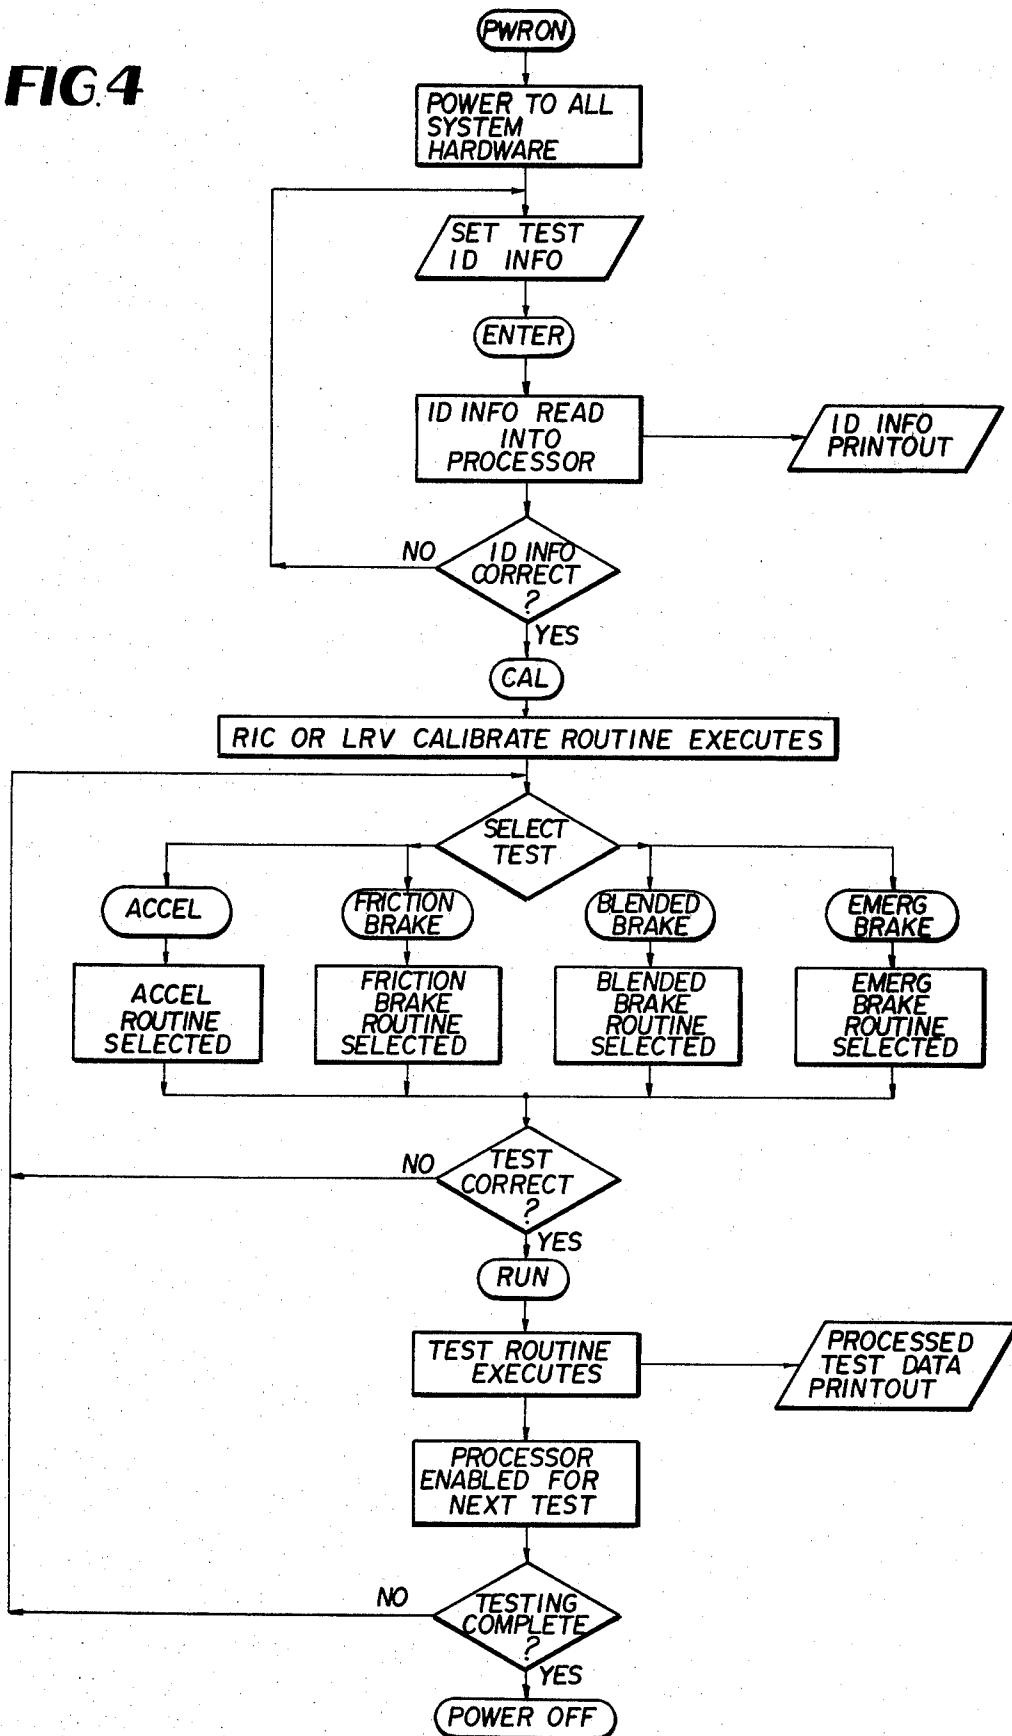 FIG.4
PWRON
POWER TO ALL
SYSTEM
HARDWARE
SET TEST
ID INFO
ENTER
ID INFO READ
INTO
PROCESSOR
ID INFO
PRINTOUT
NO
ID INFO
CORRECT
?
YES
CAL
RIC OR LRV CALIBRATE ROUTINE EXECUTES
SELECT
TEST
ACCEL
FRICTION
BRAKE
BLENDED
BRAKE
EMERG
BRAKE
ACCEL
ROUTINE
SELECTED
FRICTION
BRAKE
ROUTINE
SELECTED
BLENDED
BRAKE
ROUTINE
SELECTED
EMERG
BRAKE
ROUTINE
SELECTED
NO
TEST
CORRECT
?
YES
RUN
TEST ROUTINE
EXECUTES
PROCESSED
TEST DATA
PRINTOUT
PROCESSOR
ENABLED FOR
NEXT TEST
NO
TESTING
COMPLETE
?
YES
POWER OFF